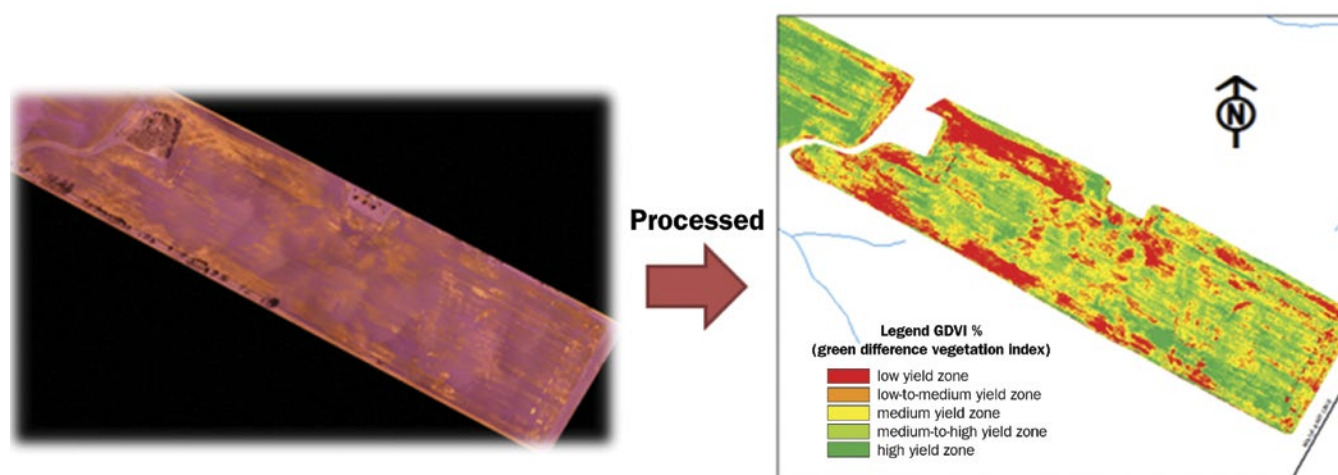 Processed
N
Legend GDVI %
(green difference vegetation index)
low yield zone
low-to-medium yield zone
medium yield zone
medium-to-high yield zone
high yield zone